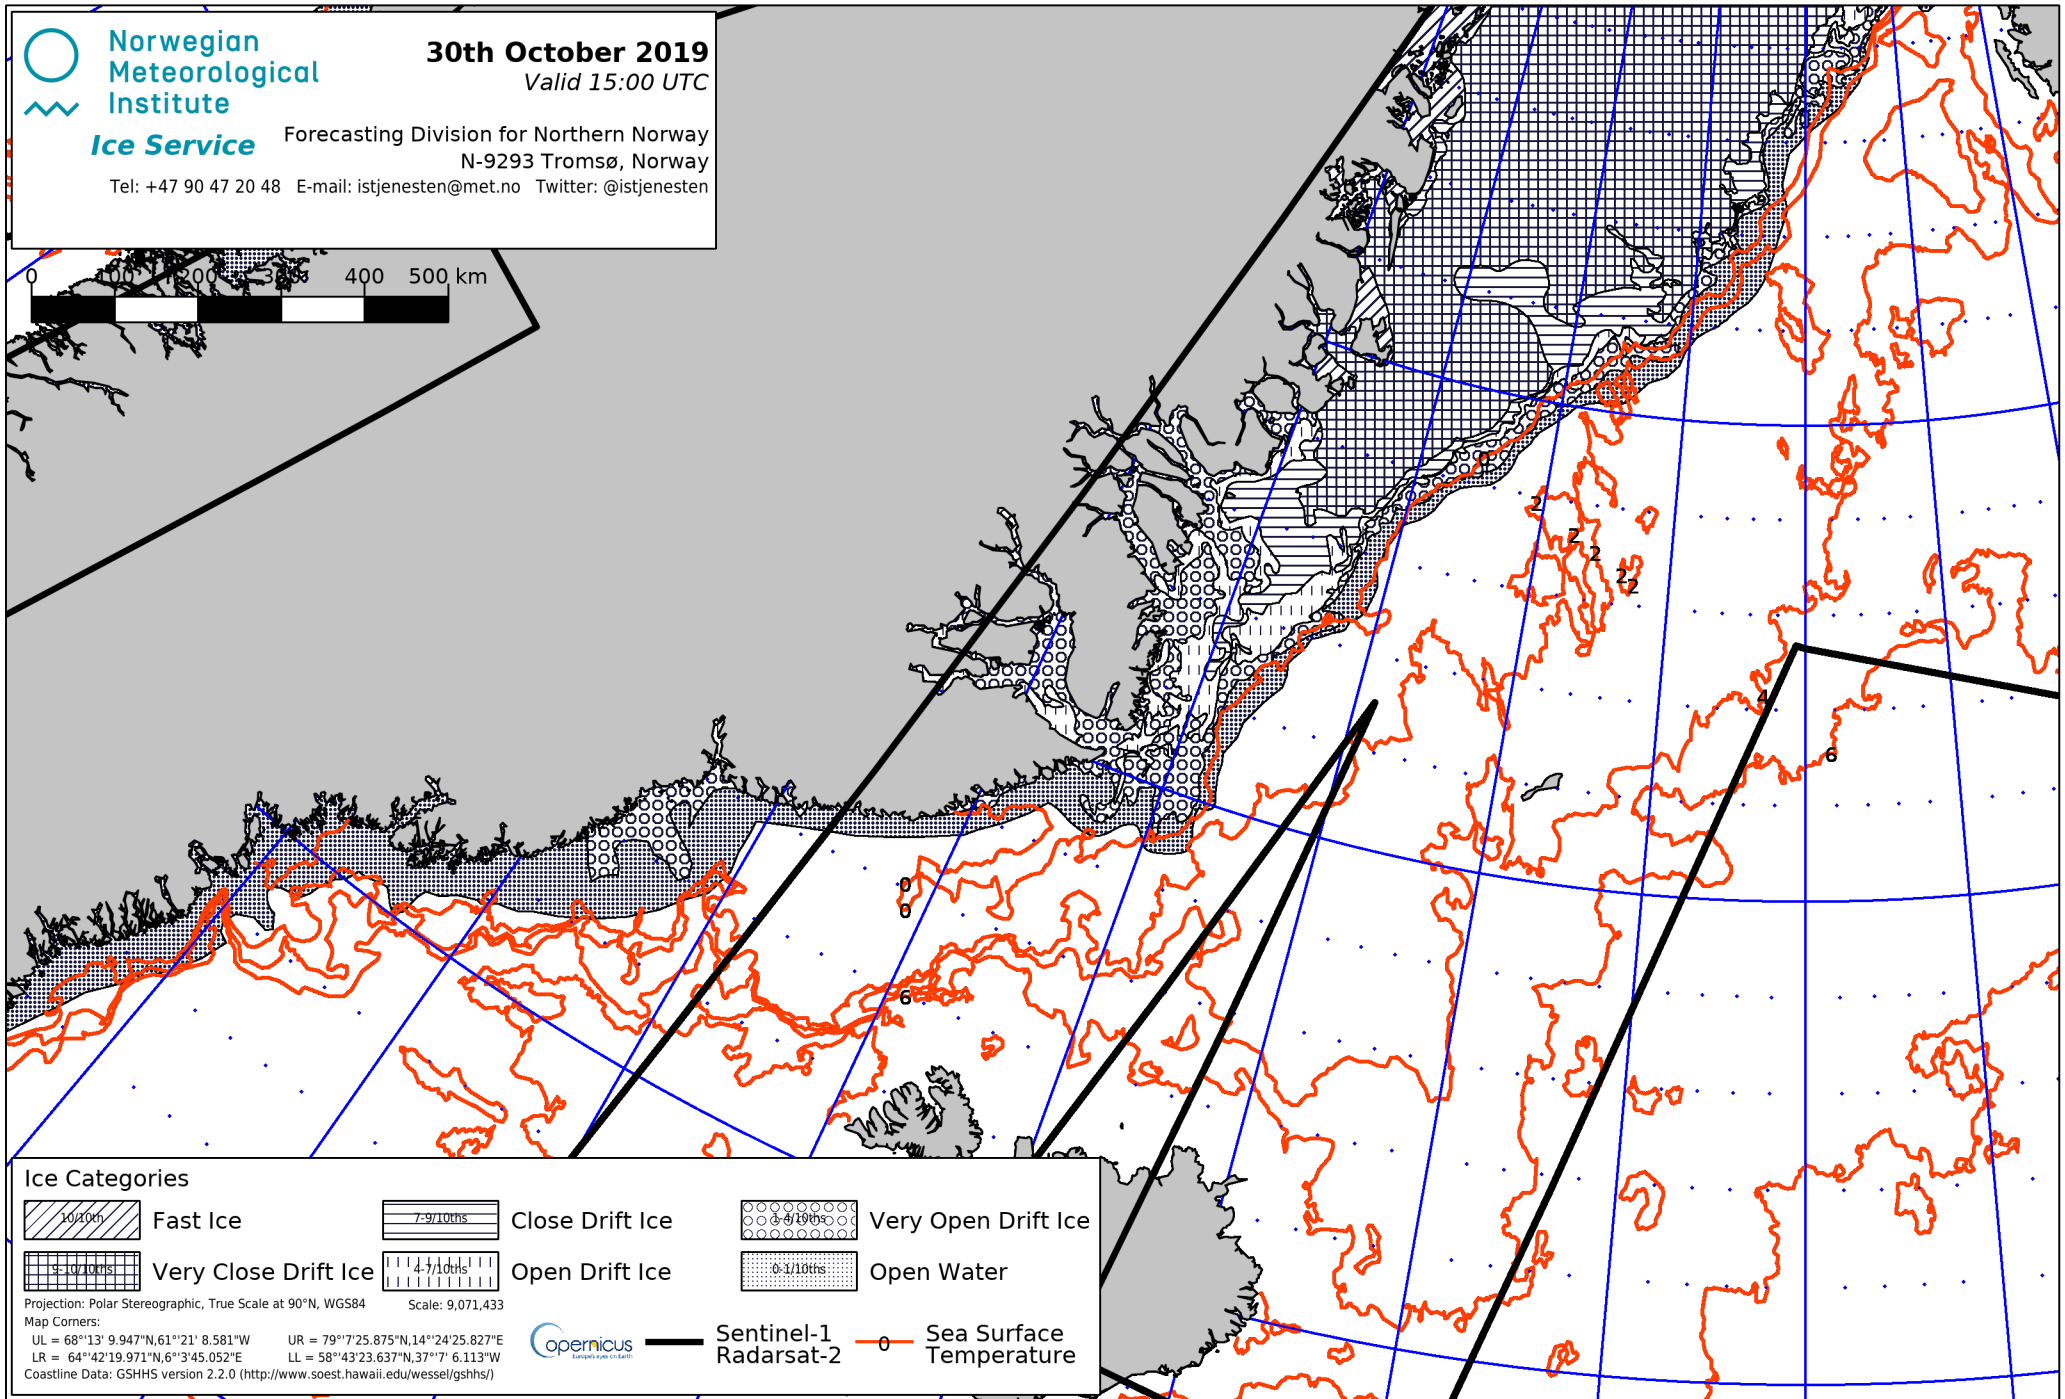 Norwegian
Meteorological
Institute
Ice Service
30th October 2019
Valid 15:00 UTC
Forecasting Division for Northern Norway
N-9293 Tromsø, Norway
Tel: +47 90 47 20 48 E-mail: istjenesten@met.no Twitter: @istjenesten
0 100 200 300 400 500 km
0
2
2
2
2
2
4
6
0
0
6
Ice Categories
10/10th Fast Ice
7-9/10ths Close Drift Ice
1-4/10ths Very Open Drift Ice
9-10/10ths Very Close Drift Ice
4-7/10ths Open Drift Ice
0-1/10ths Open Water
Projection: Polar Stereographic, True Scale at 90°N, WGS84 Scale: 9,071,433
Map Corners:
UL = 68°13' 9.947"N,61°21' 8.581"W UR = 79°7'25.875"N,14°24'25.827"E
LR = 64°42'19.971"N,6°3'45.052"E LL = 58°43'23.637"N,37°7' 6.113"W
Coastline Data: GSHHS version 2.2.0 (http://www.soest.hawaii.edu/wessel/gshhs/)
opernicus
Europe's eyes on Earth
Sentinel-1
Radarsat-2
0
Sea Surface
Temperature